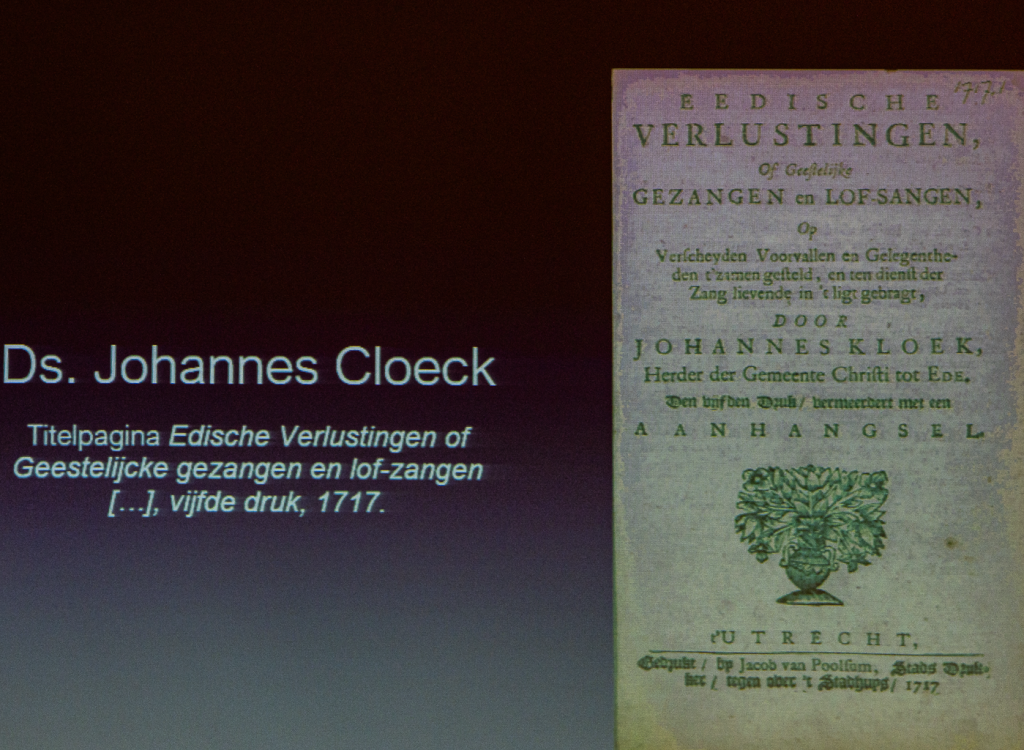 Ds. Johannes Cloeck
Titelpagina Edische Verlustingen of
Geestelijcke gezangen en lof-zangen
[...], vijfde druk, 1717.
EEDISCHE
VERLUSTINGEN,
Of Geestelijke
GEZANGEN en LOF-SANGEN,
Op
Verscheyden Voorvallen en Gelegenthe-
den t'zamen gesteld, en ten dienst der
Zang lievende in 't ligt gebragt,
DOOR
JOHANNES KLOEK,
Herder der Gemeente Christi tot EDE.
Den vijfden Druk / vermeerdert met een
AANHANGSEL.
t'UTRECHT,
Gedrukt / by Jacob van Poolsum, Stads Druk-
ker / tegen over 't Stadhuys / 1717